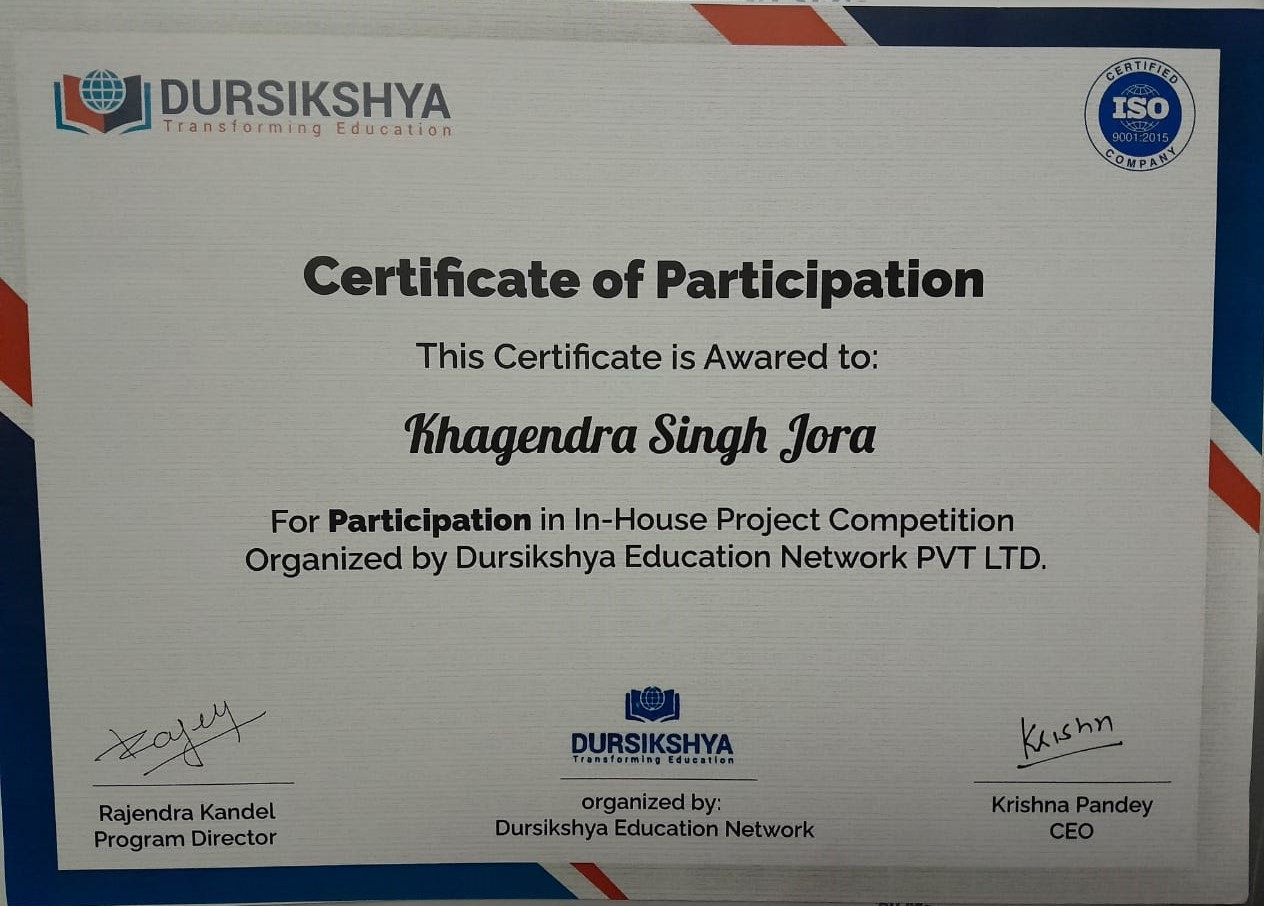 DURSIKSHYA
Transforming Education
CERTIFIED
ISO
9001:2015
COMPANY
Certificate of Participation
This Certificate is Awared to:
Khagendra Singh Jora
For Participation in In-House Project Competition
Organized by Dursikshya Education Network PVT LTD.
Krishn
DURSIKSHYA
Transforming Education
Rajendra Kandel
Program Director
organized by:
Dursikshya Education Network
Krishna Pandey
CEO